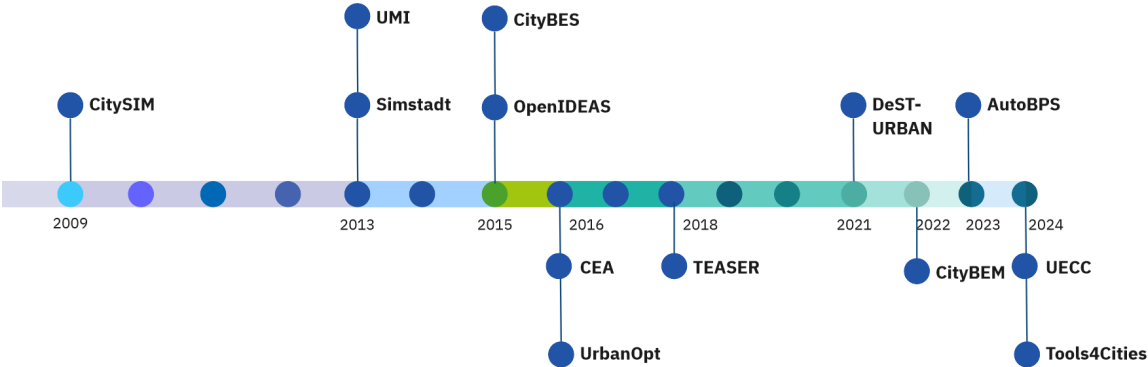 UMI
CityBES
CitySIM
Simstadt
OpenIDEAS
DeST-
URBAN
AutoBPS
2009
2013
2015
2016
2018
2021
2022
2023
2024
CEA
TEASER
CityBEM
UECC
UrbanOpt
Tools4Cities